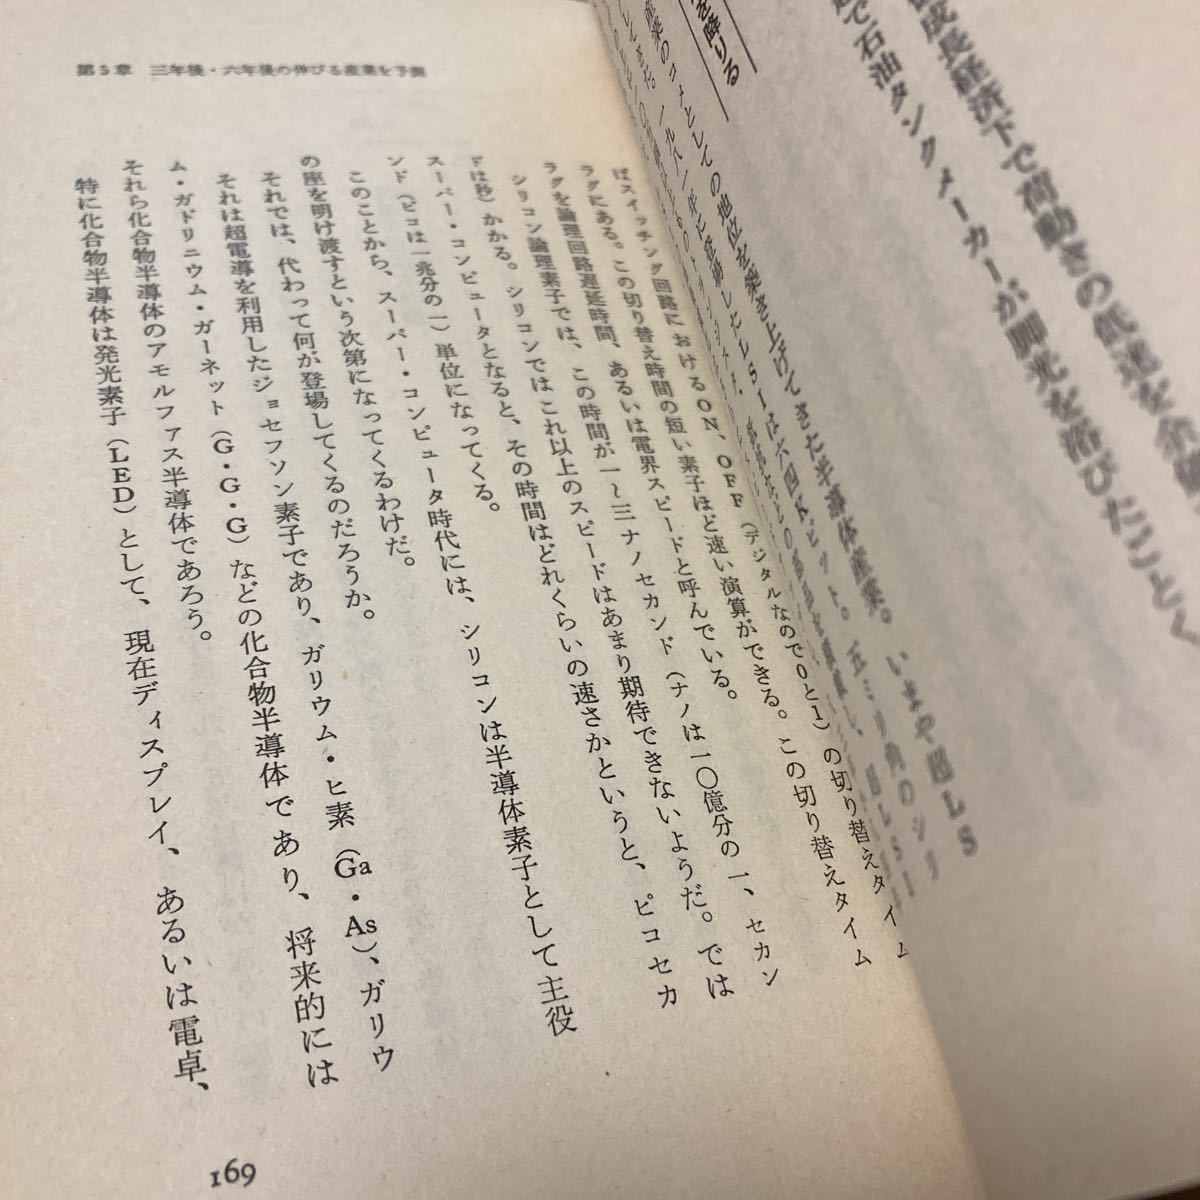 を降りる
成長経済下で荷動きの低迷を余儀
で石油タンクメーカーが脚光を浴びたごとく
産業のコメとしての地位を築き上げてきた半導体産業。いまや超LS
第5章 三年後・六年後の伸びる産業を予測
ばスイッチング回路におけるON、OFF(デジタルなので0と1)の切り替えタイム
ラグにある。この切り替え時間の短い素子ほど速い演算ができる。この切り替えタイム
ラグを論理回路遅延時間、あるいは電界スピードと呼んでいる。
シリコン論理素子では、この時間が一〜三ナノセカンド(ナノは一〇億分の一、セカン
ドは秒)かかる。シリコンではこれ以上のスピードはあまり期待できないようだ。では
スーパー・コンピュータとなると、その時間はどれくらいの速さかというと、ピコセカ
ンド(ピコは一兆分の一)単位になってくる。
このことから、スーパー・コンピュータ時代には、シリコンは半導体素子として主役
の座を明け渡すという次第になってくるわけだ。
それでは、代わって何が登場してくるのだろうか。
それは超電導を利用したジョセフソン素子であり、ガリウム・ヒ素(Ga・As)、ガリウ
ム・ガドリニウム・ガーネット(G・G・G)などの化合物半導体であり、将来的には
それら化合物半導体のアモルファス半導体であろう。
特に化合物半導体は発光素子(LED)として、現在ディスプレイ、あるいは電卓、
169